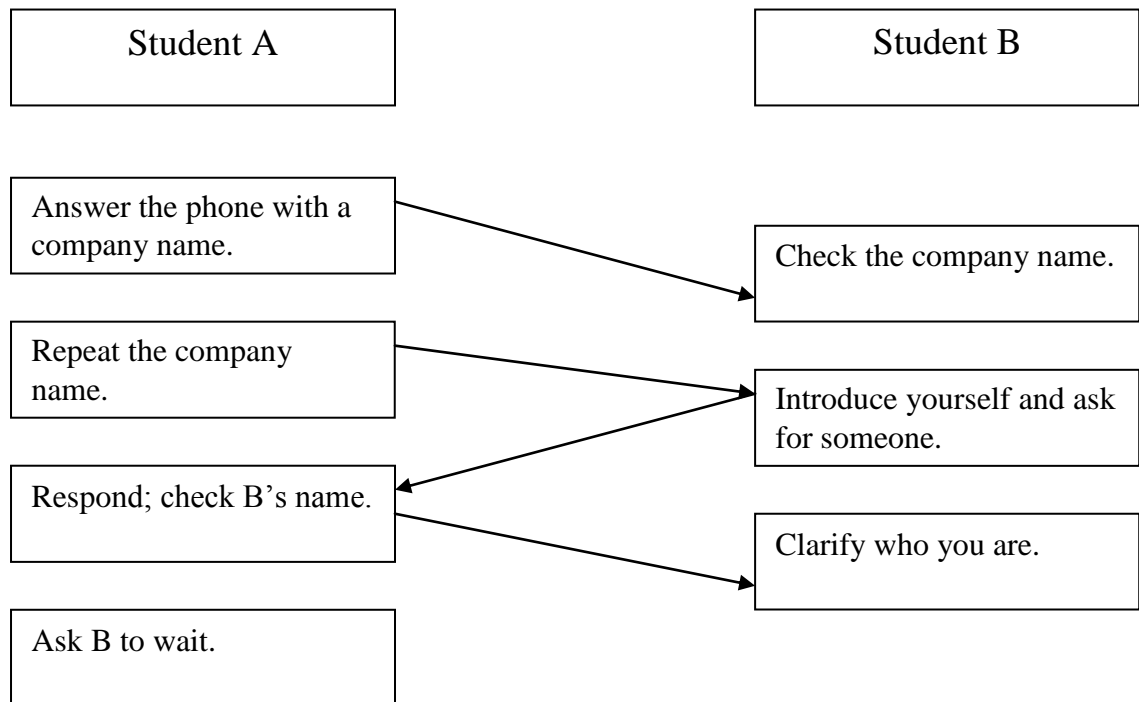 Student A
Student B
Answer the phone with a
company name.
Check the company name.
Repeat the company
name.
Introduce yourself and ask
for someone.
Respond; check B’s name.
Clarify who you are.
Ask B to wait.